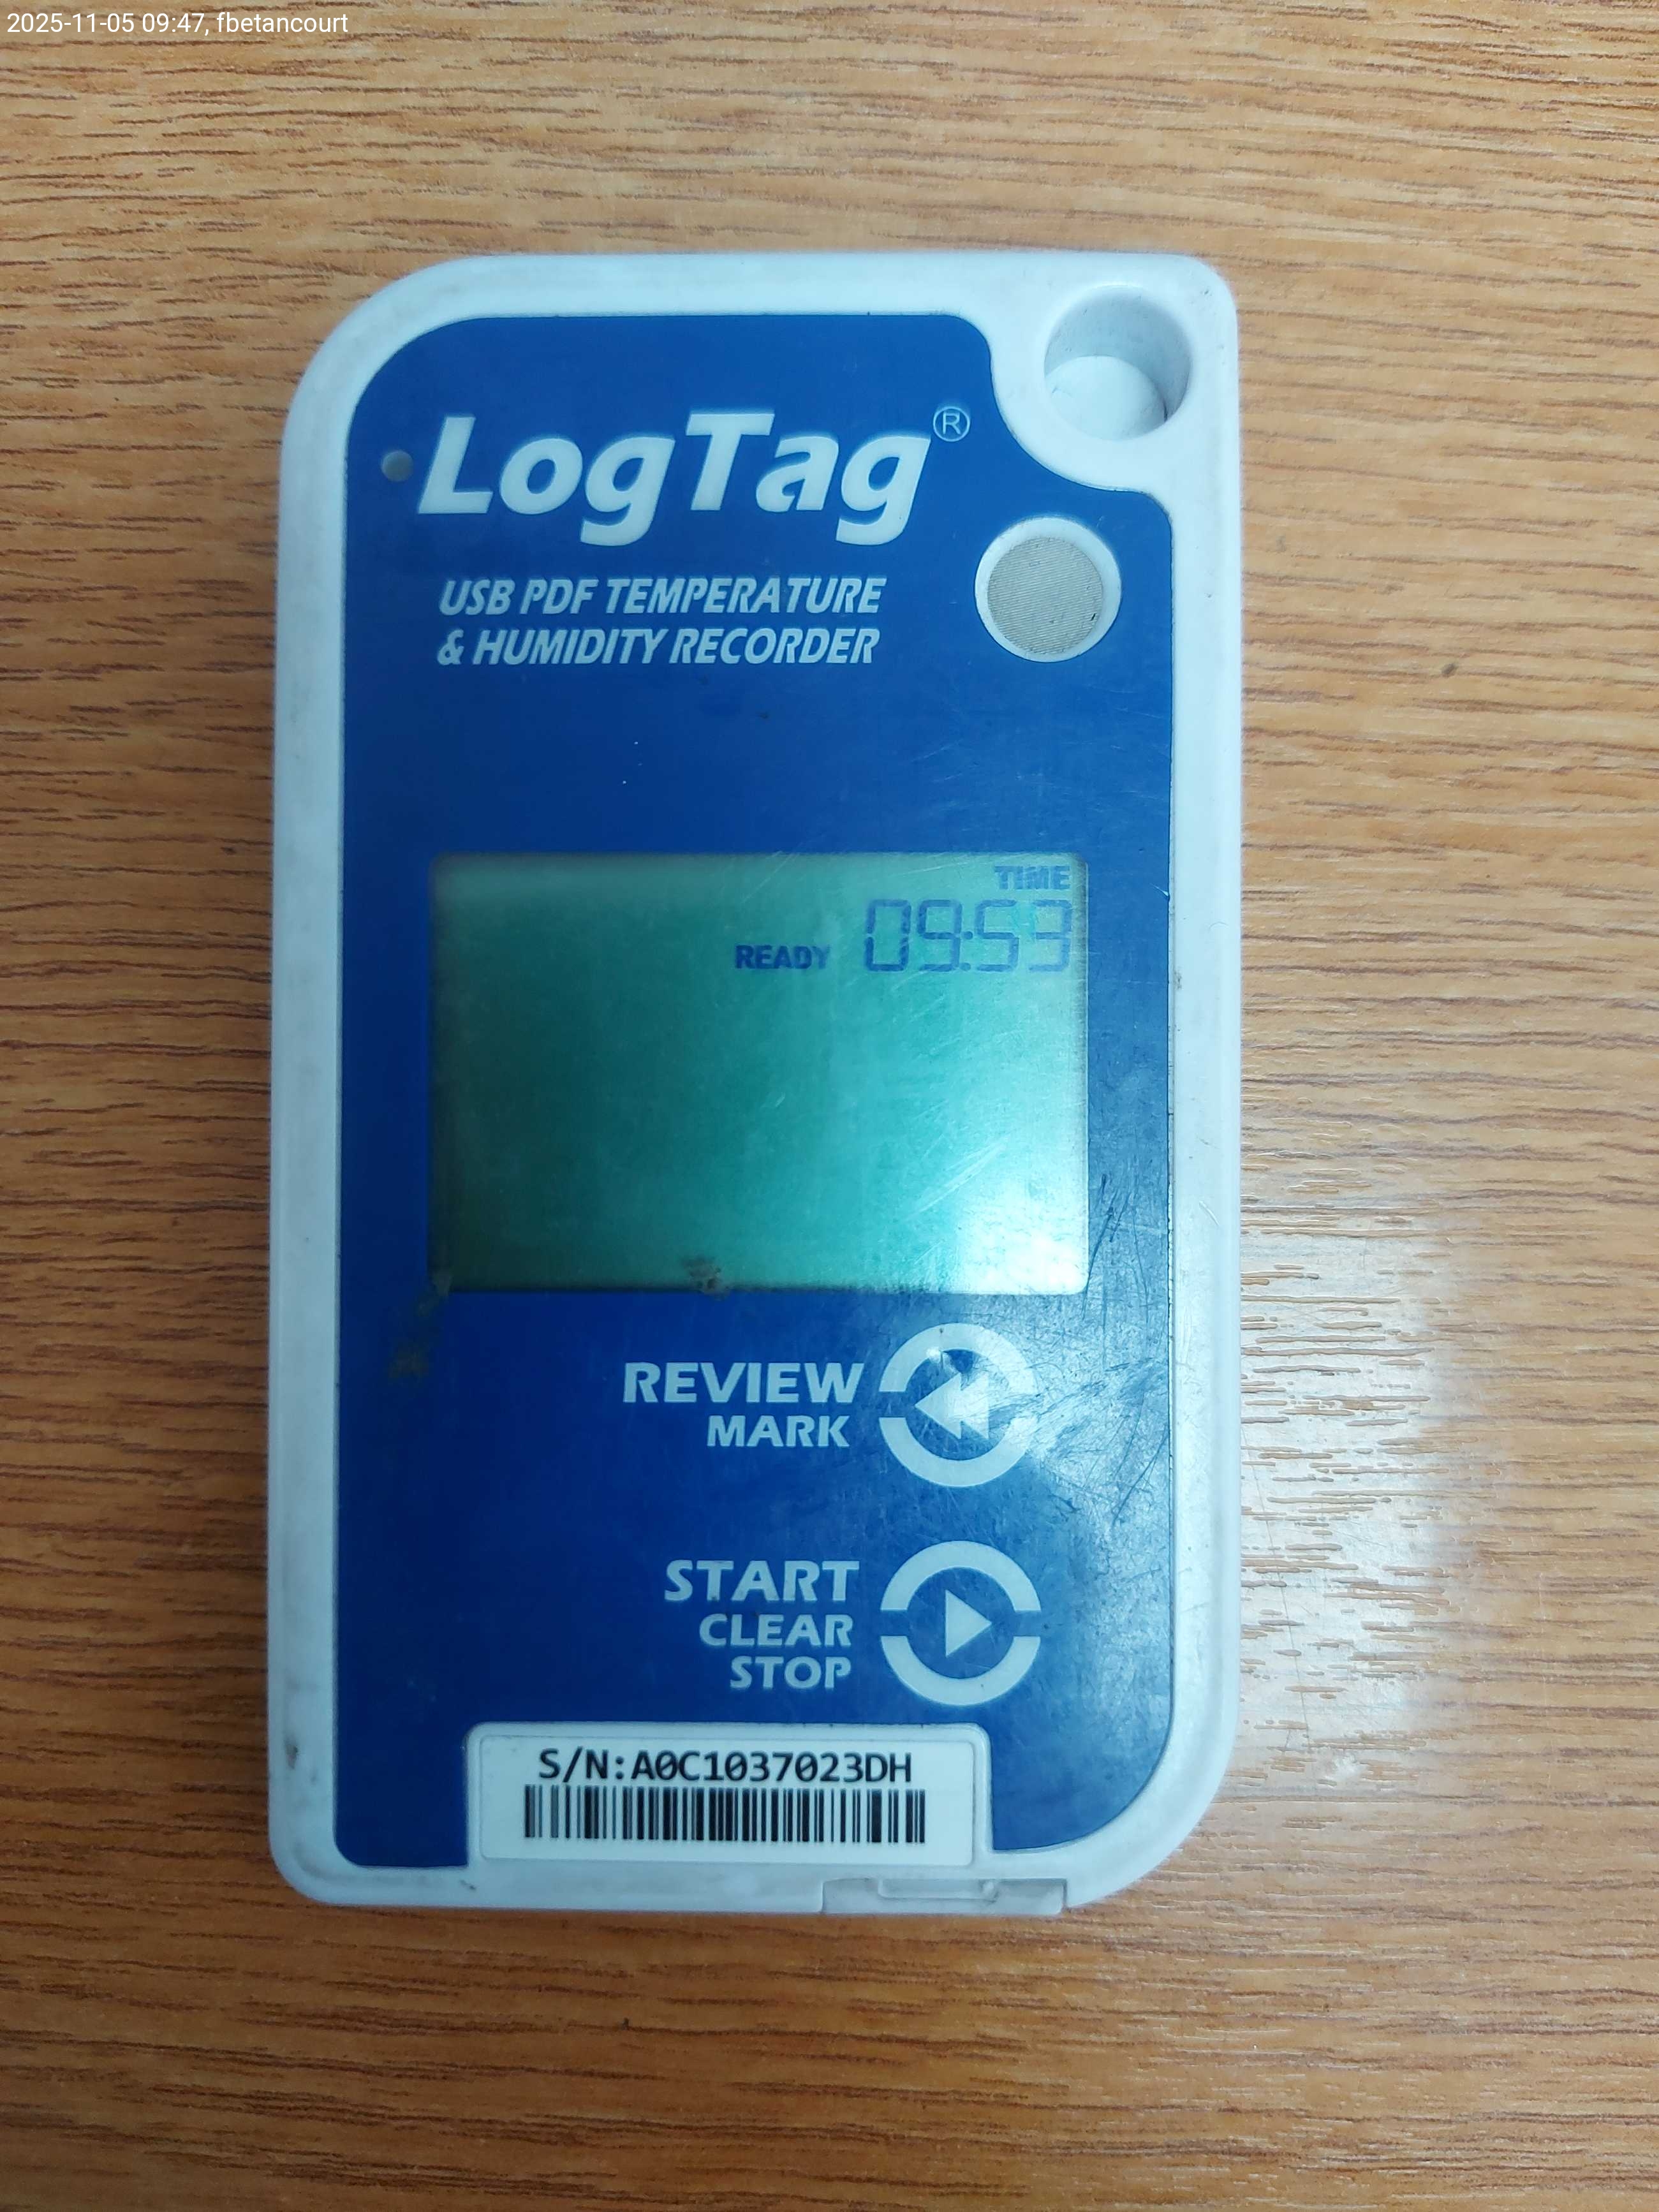 2025-11-05 09:47, fbetancourt
LogTag®
USB PDF TEMPERATURE
& HUMIDITY RECORDER
TIME
READY 09:53
REVIEW
MARK
START
CLEAR
STOP
S/N:A0C1037023DH